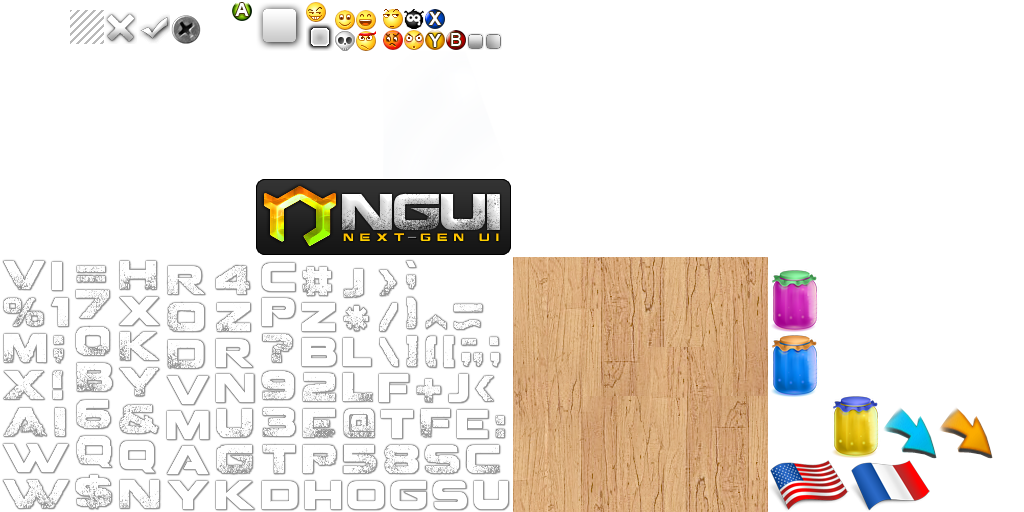 A
X
Y B
NGUI
NEXT-GEN UI
V I = H R 4 C # J
% 1 7 X O Z P Z * / ) ^
M ; Q K D R ? B L \ ] ( [
X ! B Y V N 9 2 L F + J <
A I 6 & M U 3 E @ T F E :
W Q Q A G T P 5 8 S C
W $ N Y K D H O G S U